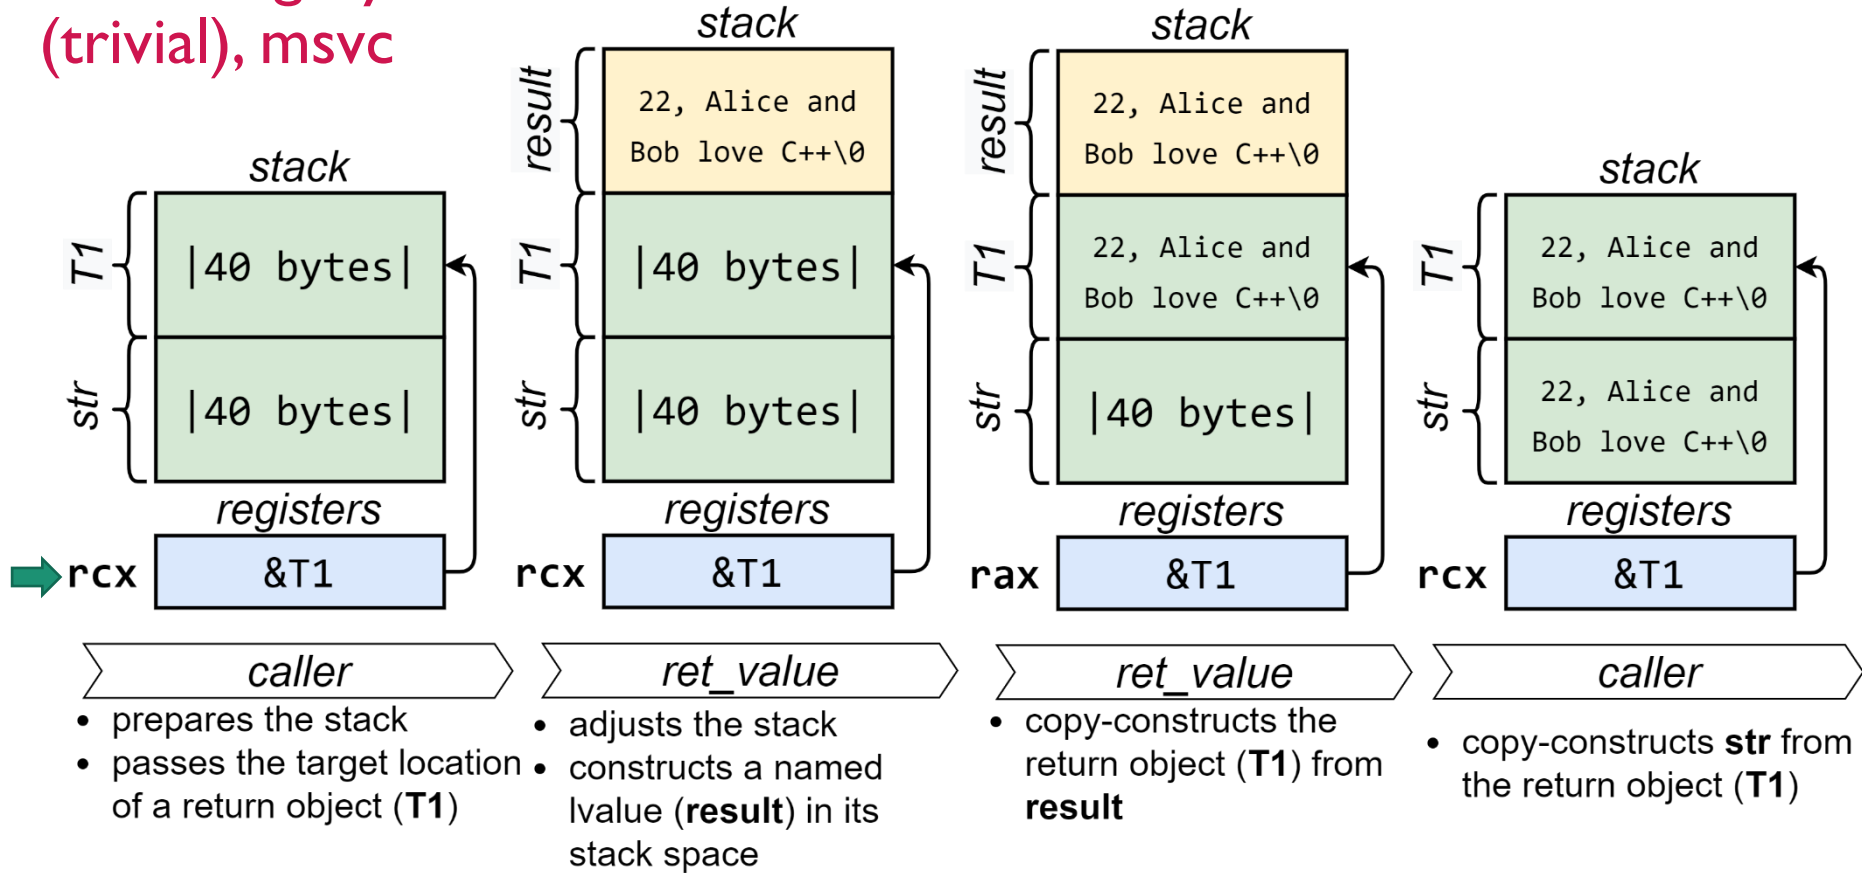 (trivial), msvc
stack
T1
|40 bytes|
str
|40 bytes|
registers
rcx
&T1
caller
• prepares the stack
• passes the target location
of a return object (T1)
stack
result
22, Alice and
Bob love C++\0
T1
|40 bytes|
str
|40 bytes|
registers
rcx
&T1
ret_value
• adjusts the stack
• constructs a named
lvalue (result) in its
stack space
stack
result
22, Alice and
Bob love C++\0
T1
22, Alice and
Bob love C++\0
str
|40 bytes|
registers
rax
&T1
ret_value
• copy-constructs the
return object (T1) from
result
stack
T1
22, Alice and
Bob love C++\0
str
22, Alice and
Bob love C++\0
registers
rcx
&T1
caller
• copy-constructs str from
the return object (T1)